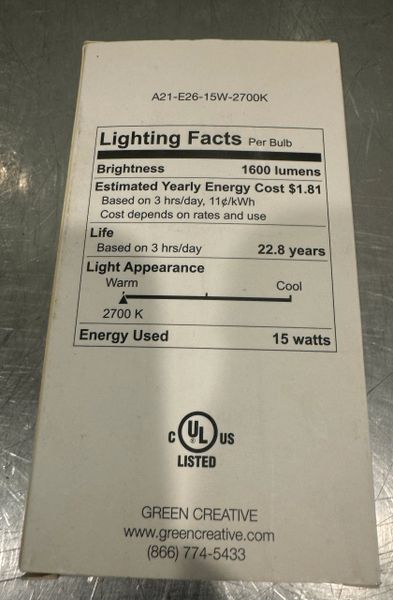 A21-E26-15W-2700K
Lighting Facts Per Bulb
Brightness 1600 lumens
Estimated Yearly Energy Cost $1.81
Based on 3 hrs/day, 11¢/kWh
Cost depends on rates and use
Life
Based on 3 hrs/day 22.8 years
Light Appearance
Warm Cool
2700 K
Energy Used 15 watts
C UL US
®
LISTED
GREEN CREATIVE
www.greencreative.com
(866) 774-5433